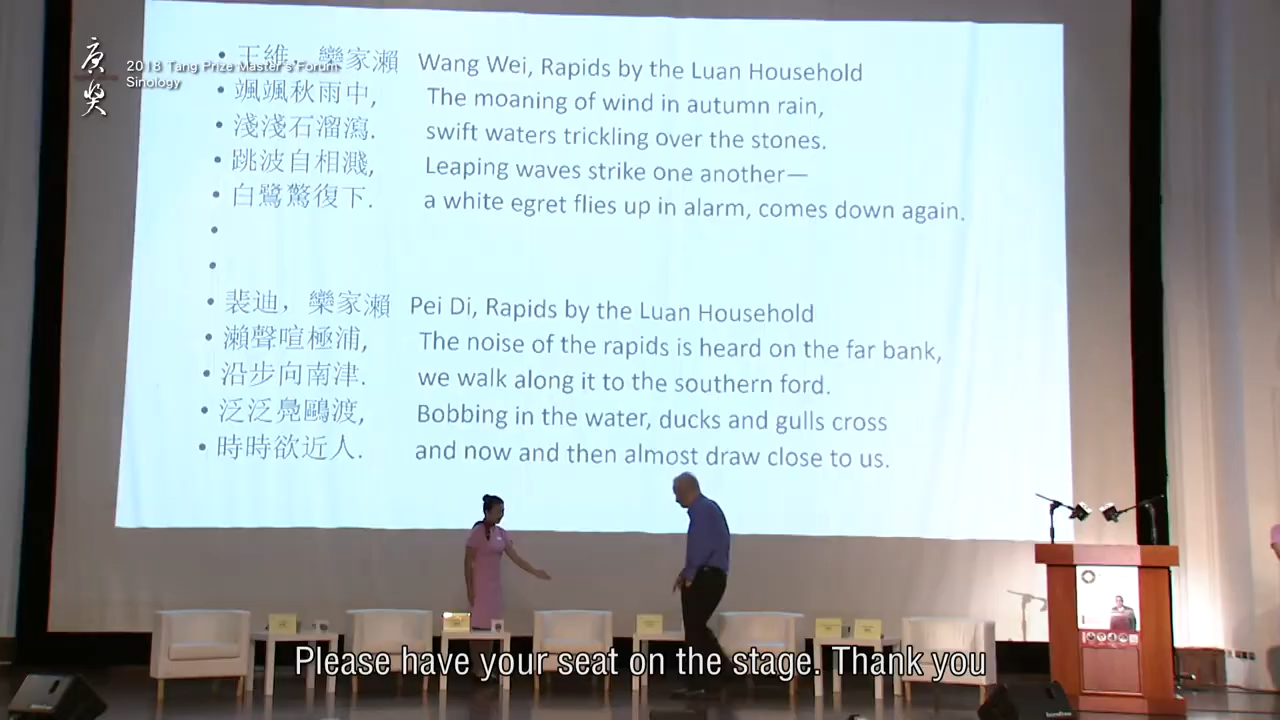 唐獎
2018 Tang Prize Master's Forum
Sinology
• 王維，欒家瀨 Wang Wei, Rapids by the Luan Household
• 颯颯秋雨中, The moaning of wind in autumn rain,
• 淺淺石溜瀉. swift waters trickling over the stones.
• 跳波自相濺, Leaping waves strike one another—
• 白鷺驚復下. a white egret flies up in alarm, comes down again.
•
•
• 裴迪，欒家瀨 Pei Di, Rapids by the Luan Household
• 瀨聲喧極浦, The noise of the rapids is heard on the far bank,
• 沿步向南津. we walk along it to the southern ford.
• 泛泛鳧鷗渡, Bobbing in the water, ducks and gulls cross
• 時時欲近人. and now and then almost draw close to us.
Please have your seat on the stage. Thank you